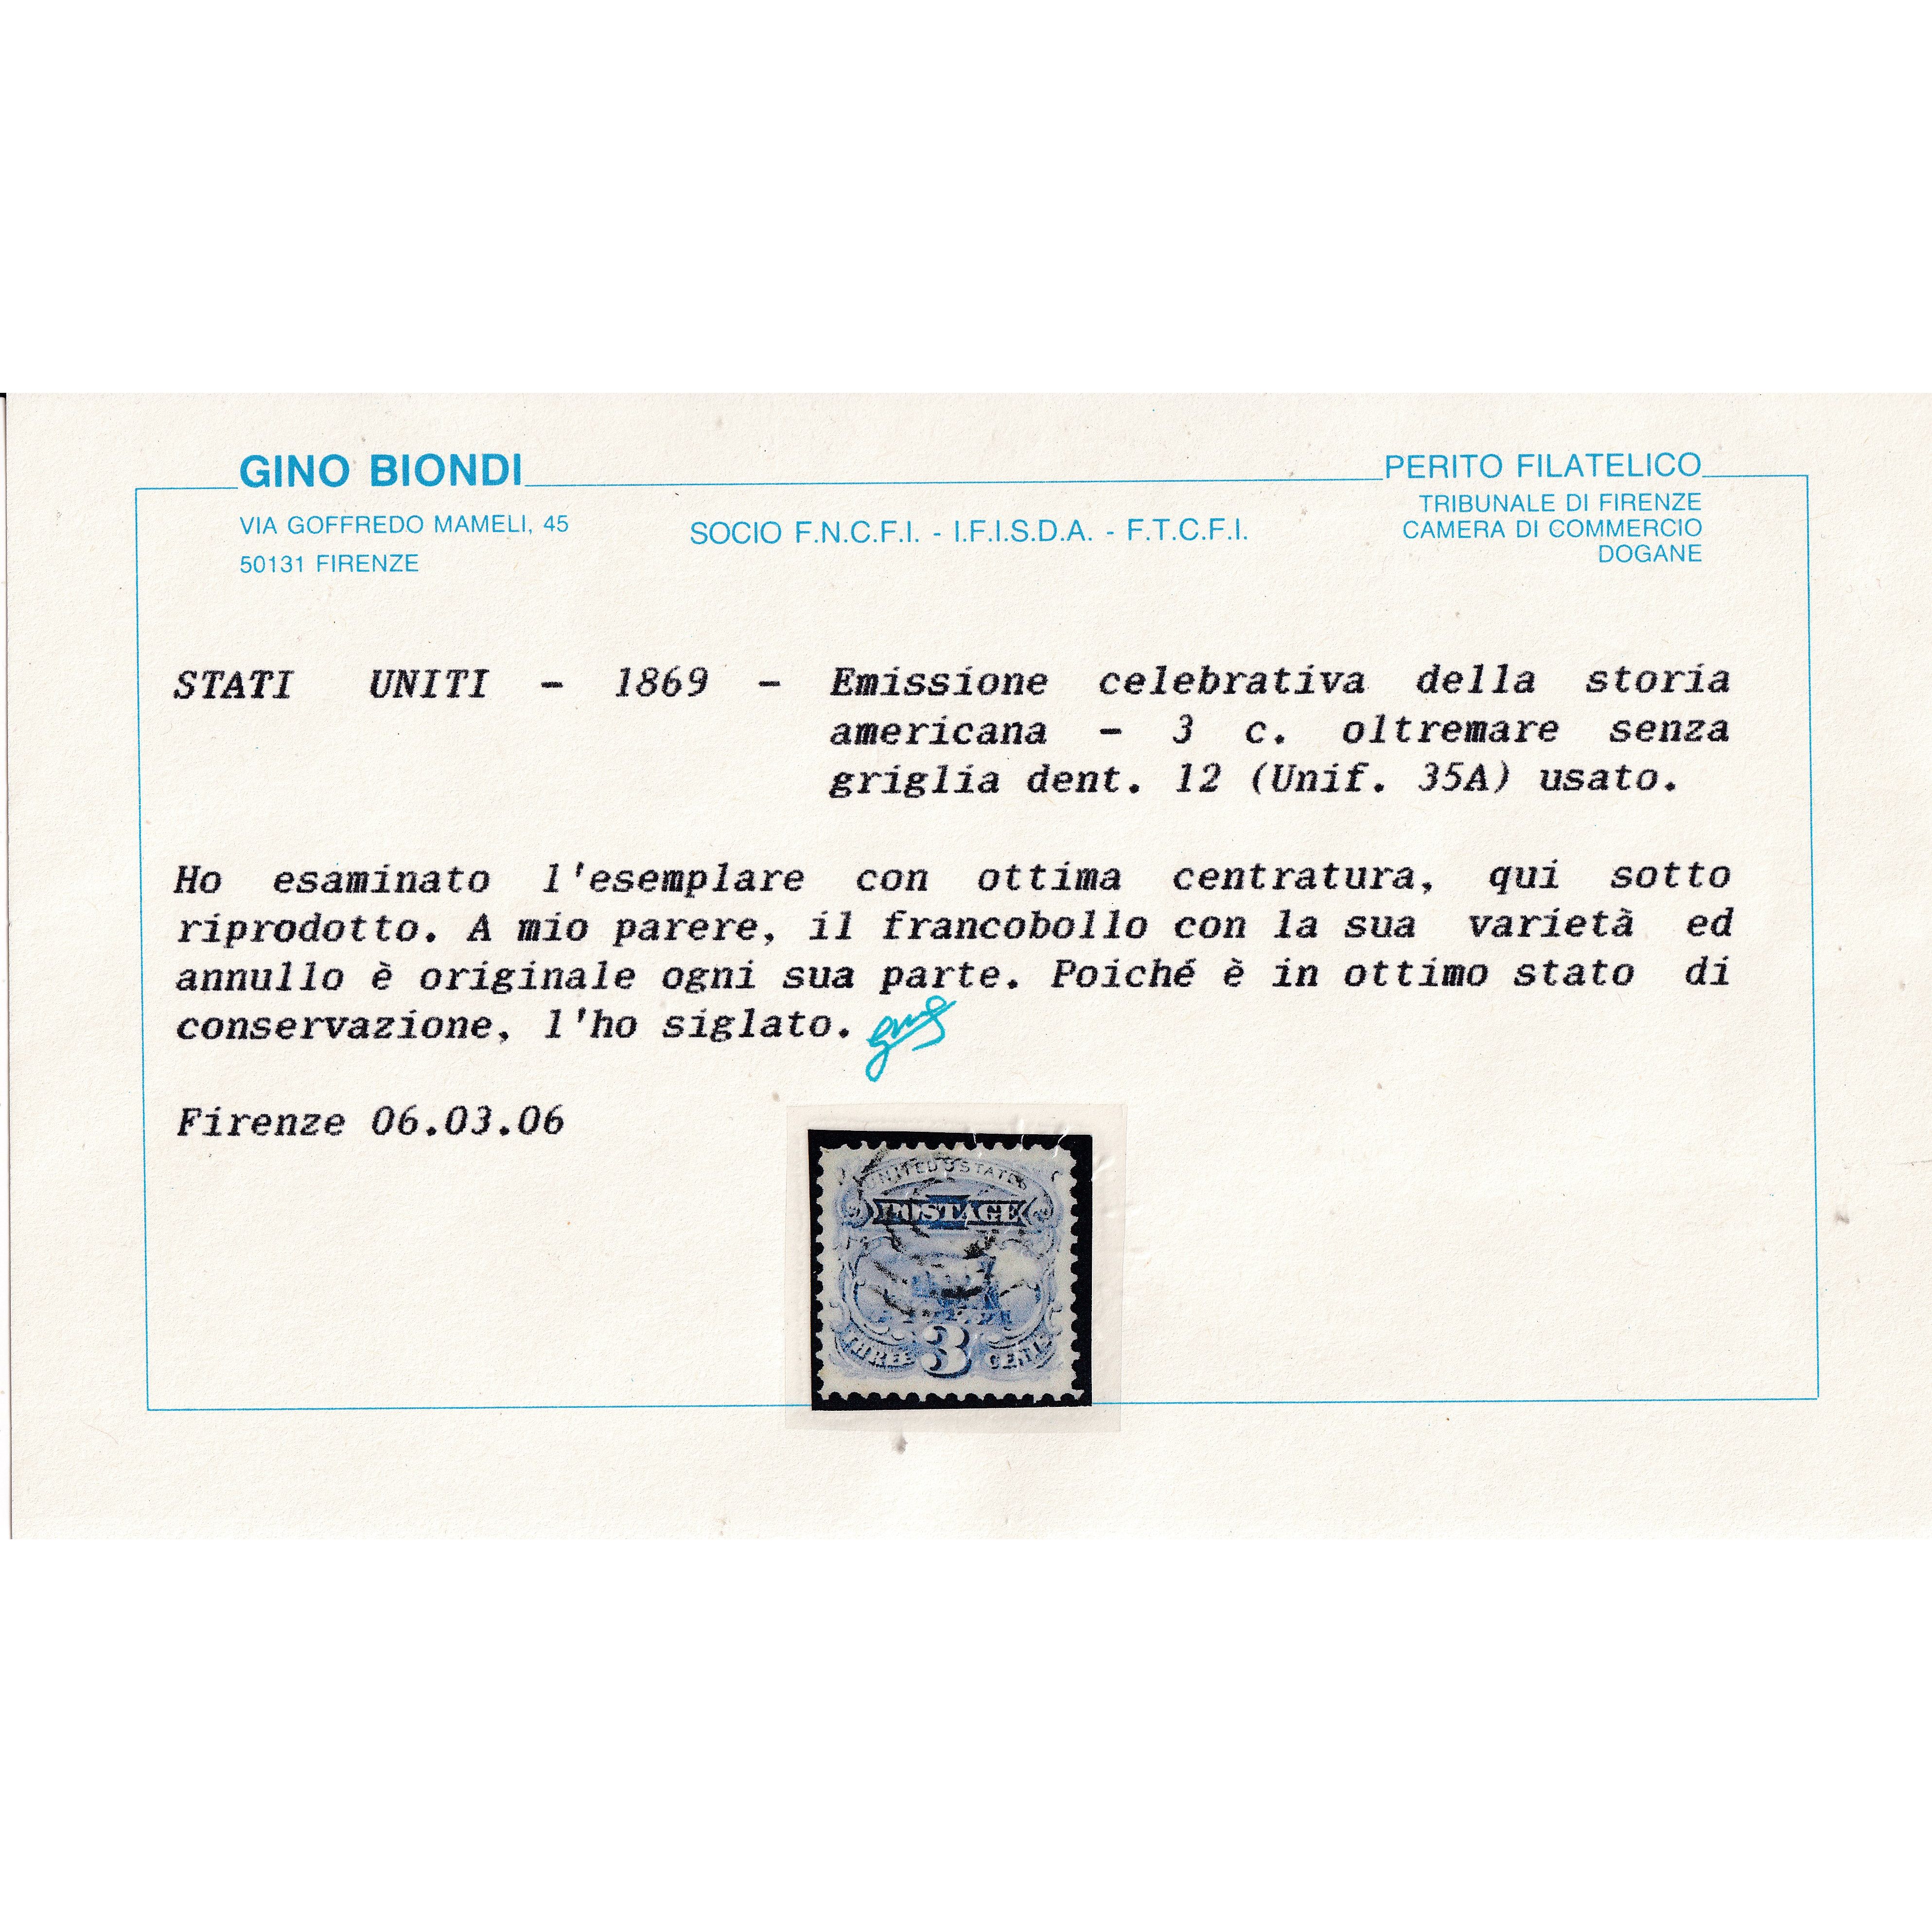 GINO BIONDI
PERITO FILATELICO
VIA GOFFREDO MAMELI, 45
50131 FIRENZE
SOCIO F.N.C.F.I. - I.F.I.S.D.A. - F.T.C.F.I.
TRIBUNALE DI FIRENZE
CAMERA DI COMMERCIO
DOGANE
STATI UNITI - 1869 - Emissione celebrativa della storia
americana - 3 c. oltremare senza
griglia dent. 12 (Unif. 35A) usato.
Ho esaminato l'esemplare con ottima centratura, qui sotto
riprodotto. A mio parere, il francobollo con la sua varietà ed
annullo è originale ogni sua parte. Poiché è in ottimo stato di
conservazione, l'ho siglato.
Firenze 06.03.06
UNITED STATES
POSTAGE
THREE 3 CENTS